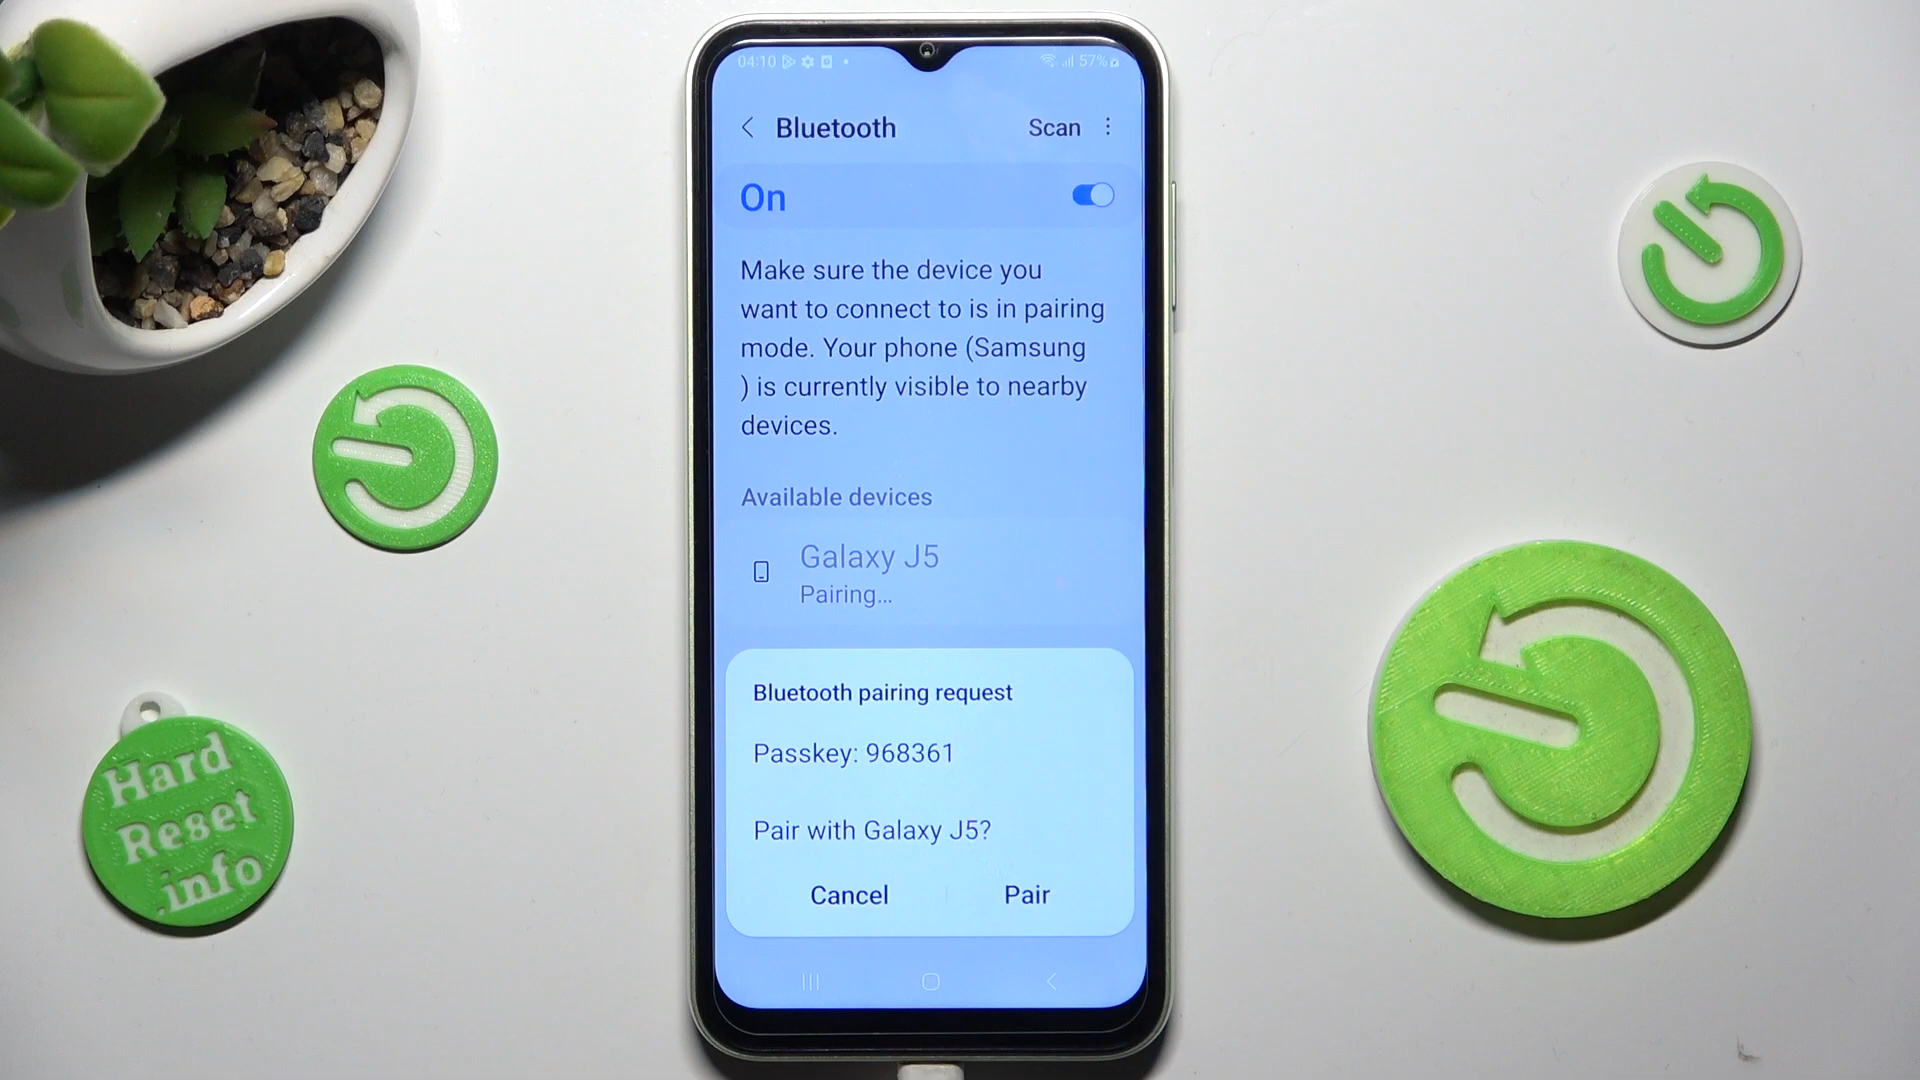 04:10 57%
Bluetooth Scan
On
Make sure the device you
want to connect to is in pairing
mode. Your phone (Samsung
) is currently visible to nearby
devices.
Available devices
Galaxy J5
Pairing...
Bluetooth pairing request
Passkey: 968361
Pair with Galaxy J5?
Cancel Pair
Hard
Reset
.info